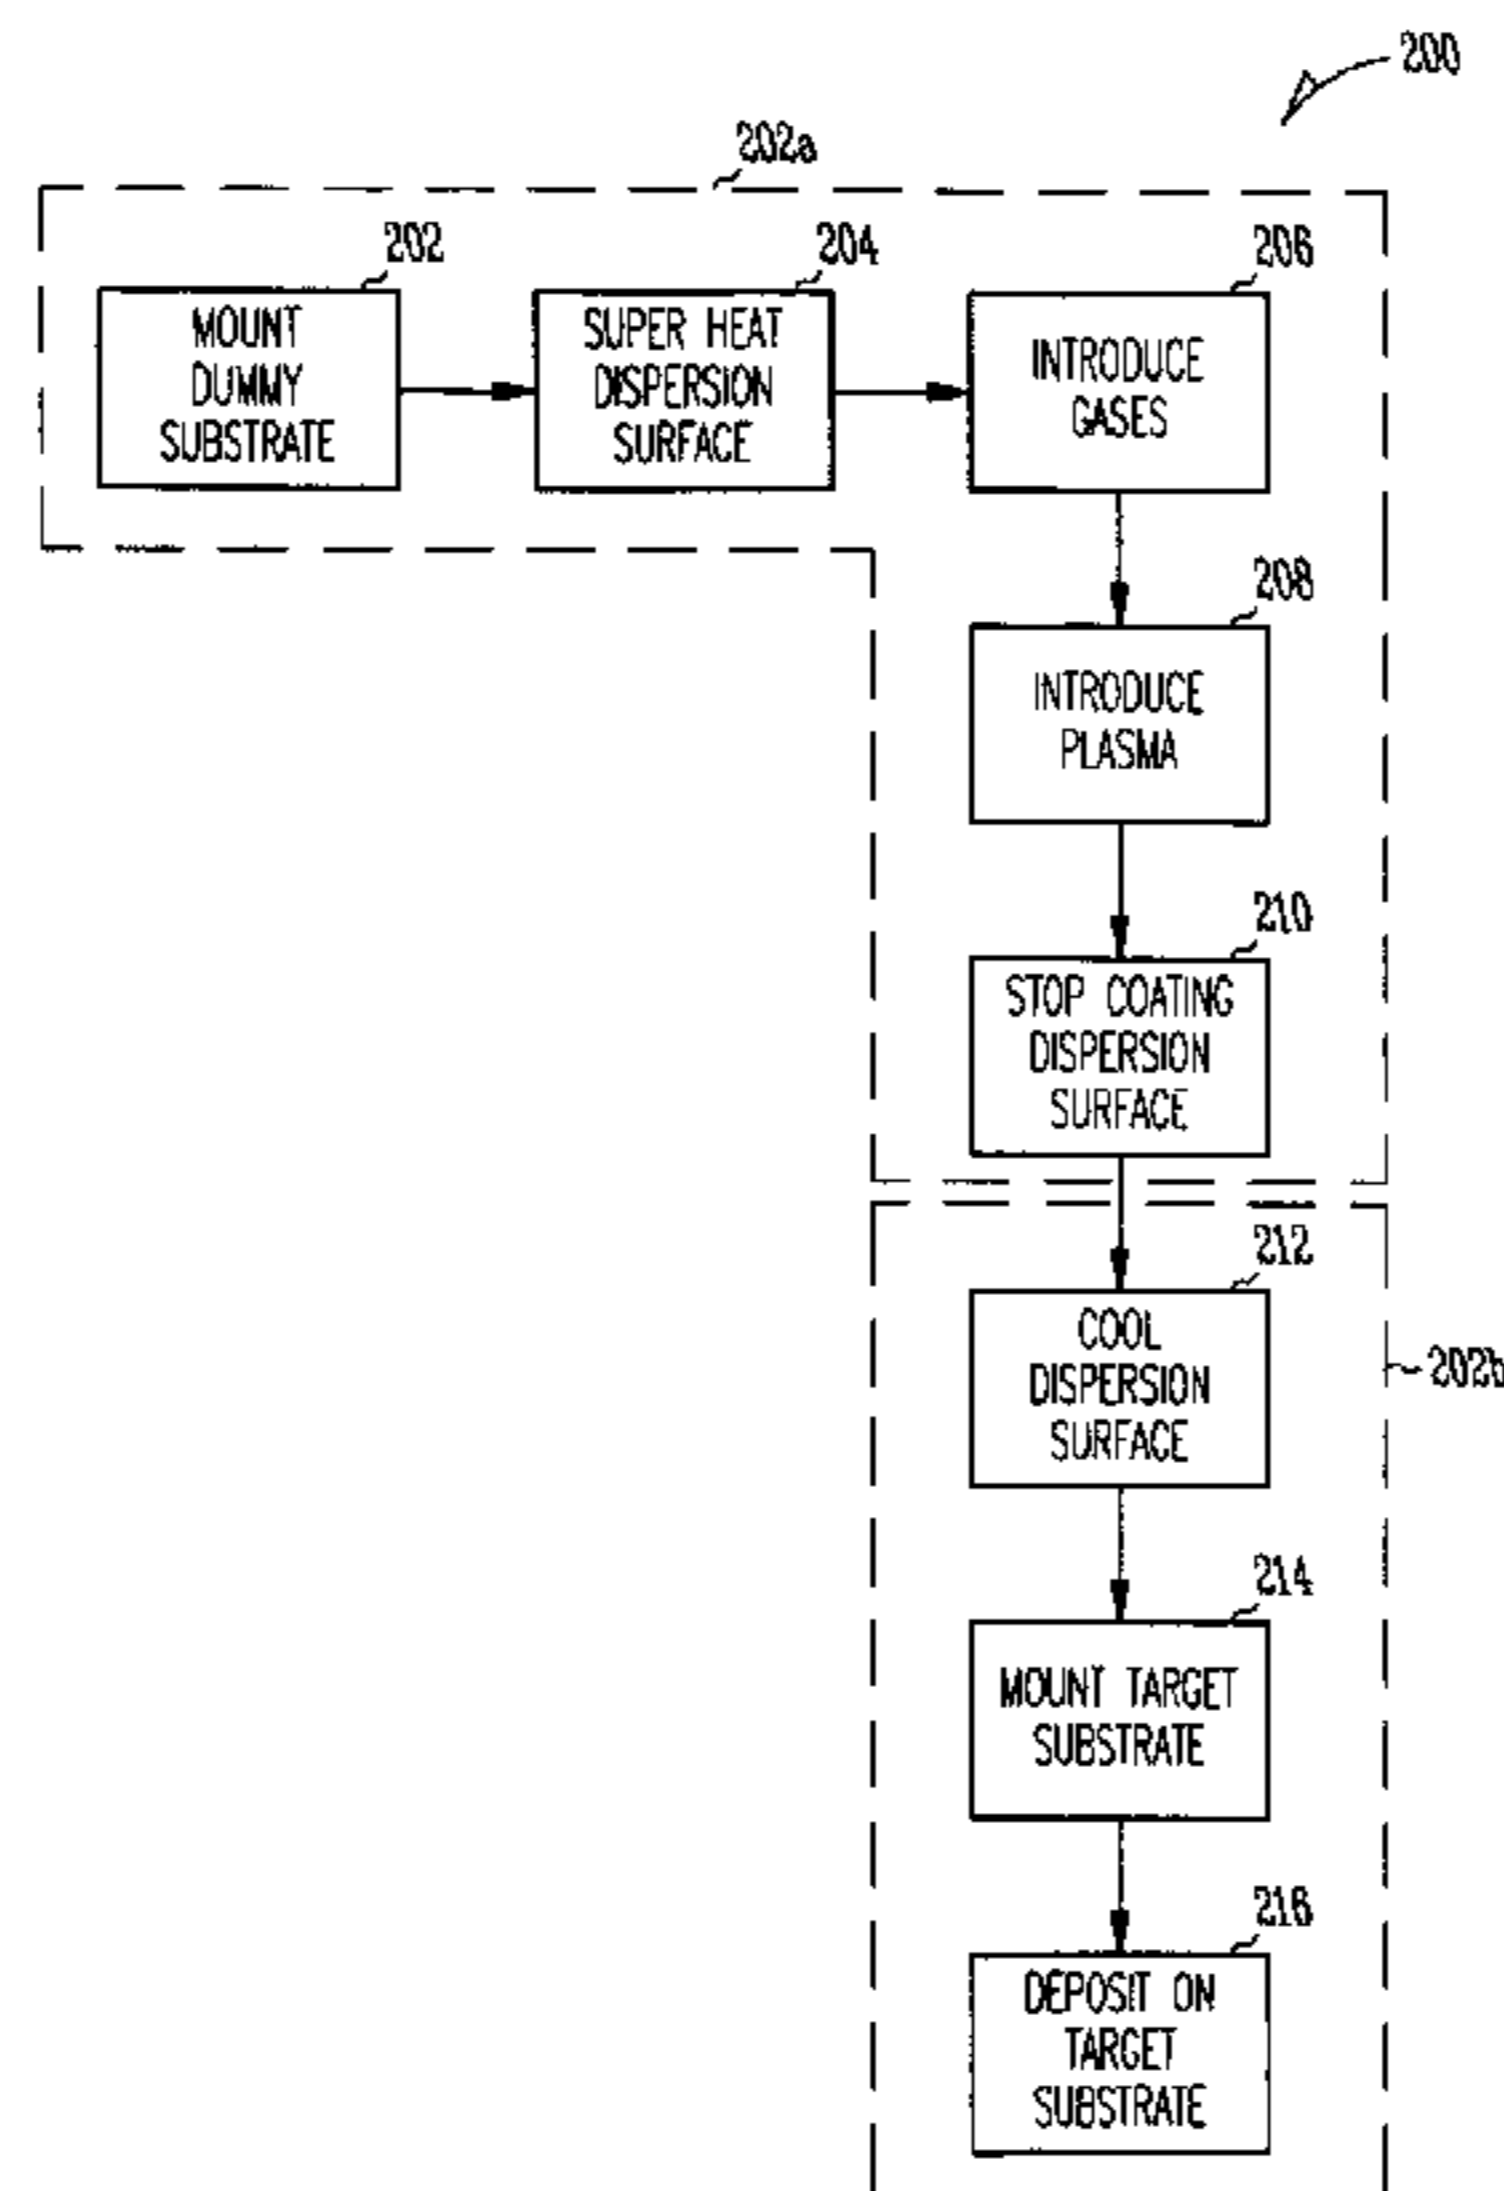 200
202a
202
MOUNT
DUMMY
SUBSTRATE
204
SUPER HEAT
DISPERSION
SURFACE
206
INTRODUCE
GASES
208
INTRODUCE
PLASMA
210
STOP COATING
DISPERSION
SURFACE
212
COOL
DISPERSION
SURFACE
202b
214
MOUNT TARGET
SUBSTRATE
216
DEPOSIT ON
TARGET
SUBSTRATE